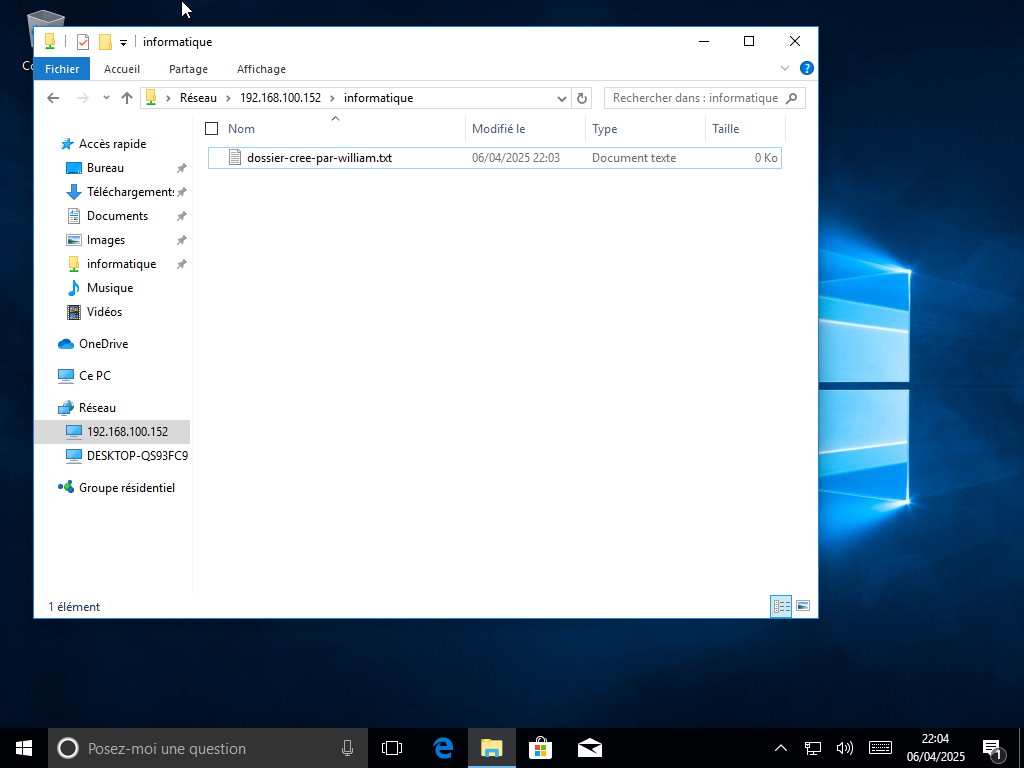 informatique
Fichier
Accueil
Partage
Affichage
Réseau
192.168.100.152
informatique
Rechercher dans : informatique
Nom
Modifié le
Type
Taille
dossier-cree-par-william.txt
06/04/2025 22:03
Document texte
0 Ko
Accès rapide
Bureau
Téléchargements
Documents
Images
informatique
Musique
Vidéos
OneDrive
Ce PC
Réseau
192.168.100.152
DESKTOP-QS93FC9
Groupe résidentiel
1 élément
Posez-moi une question
22:04
06/04/2025
1